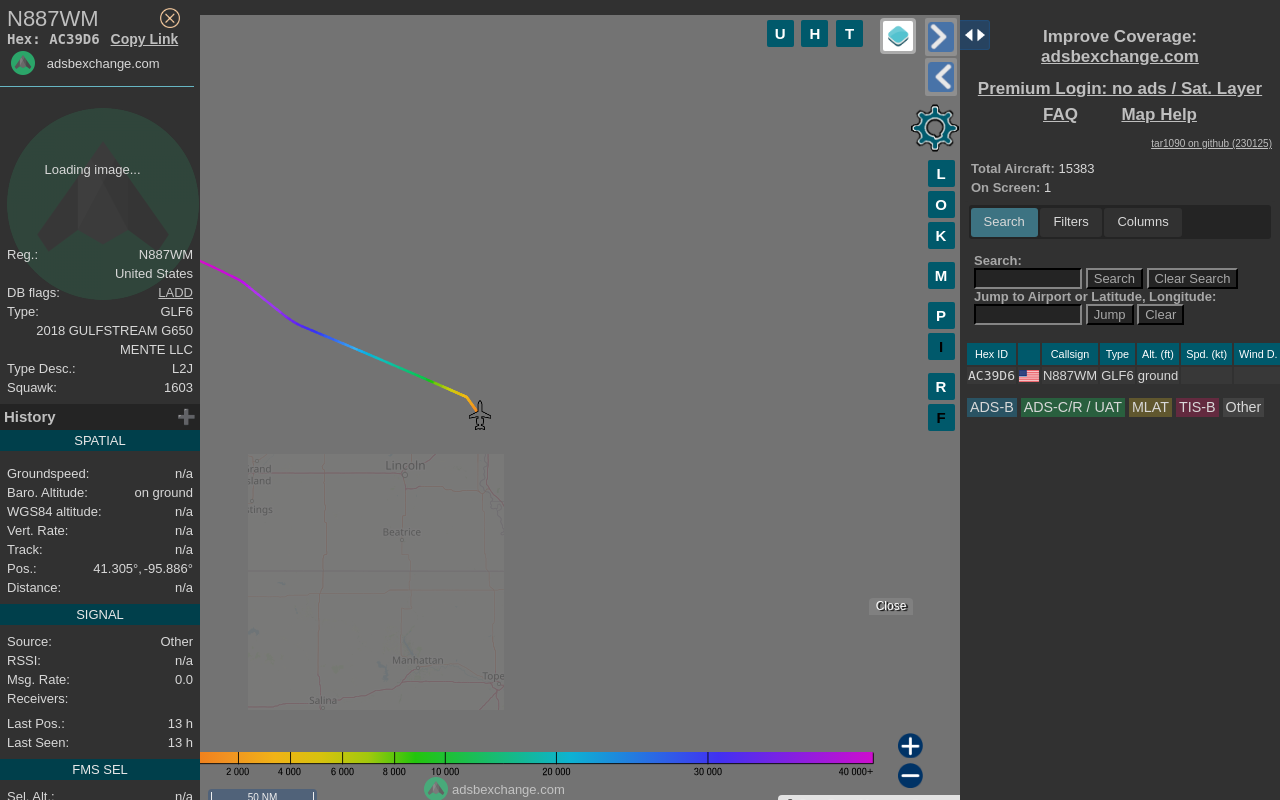 N887WM
Hex: AC39D6 Copy Link
adsbexchange.com
Loading image...
Reg.: N887WM
United States
DB flags: LADD
Type: GLF6
2018 GULFSTREAM G650
MENTE LLC
Type Desc.: L2J
Squawk: 1603
History
SPATIAL
Groundspeed: n/a
Baro. Altitude: on ground
WGS84 altitude: n/a
Vert. Rate: n/a
Track: n/a
Pos.: 41.305°, -95.886°
Distance: n/a
SIGNAL
Source: Other
RSSI: n/a
Msg. Rate: 0.0
Receivers:
Last Pos.: 13 h
Last Seen: 13 h
FMS SEL
Sel. Alt.: n/a
U H T
L
O
K
M
P
I
R
F
rand
sland
Lincoln
stings
Beatrice
Manhattan
Tope
Salina
Close
2 000 4 000 6 000 8 000 10 000 20 000 30 000 40 000+
adsbexchange.com
50 NM
Improve Coverage:
adsbexchange.com
Premium Login: no ads / Sat. Layer
FAQ Map Help
tar1090 on github (230125)
Total Aircraft: 15383
On Screen: 1
Search Filters Columns
Search:
Search Clear Search
Jump to Airport or Latitude, Longitude:
Jump Clear
Hex ID Callsign Type Alt. (ft) Spd. (kt) Wind D.
AC39D6 N887WM GLF6 ground
ADS-B ADS-C/R / UAT MLAT TIS-B Other